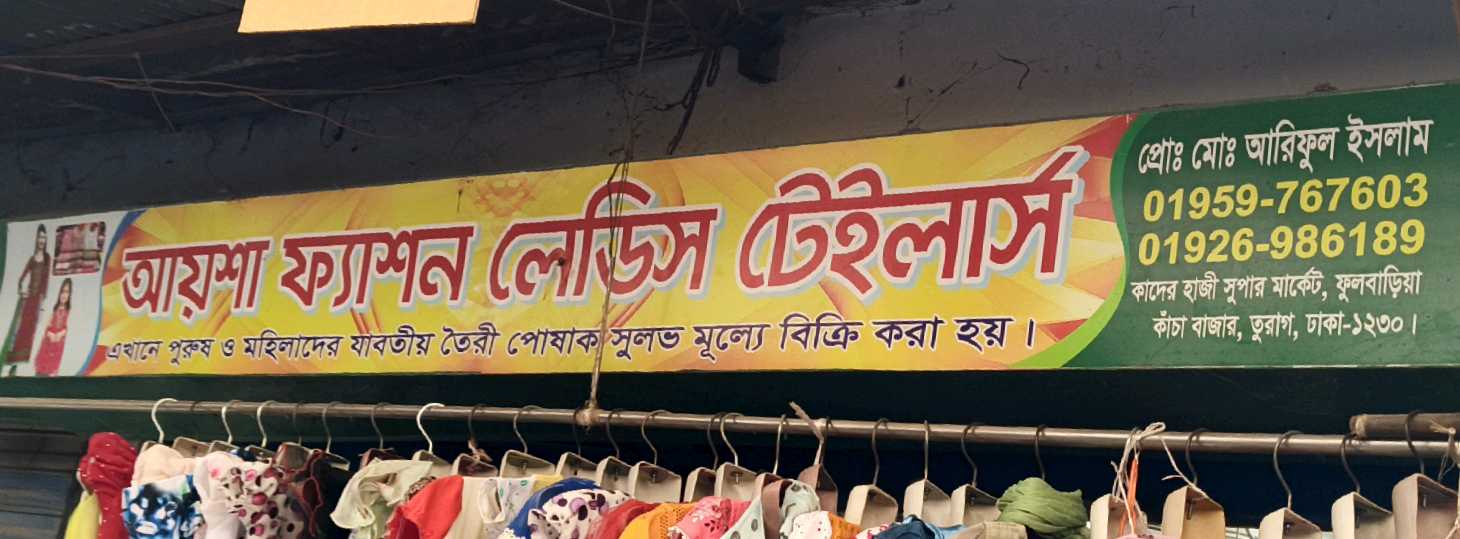 আয়শা ফ্যাশন লেডিস টেইলার্স
এখানে পুরুষ ও মহিলাদের যাবতীয় তৈরী পোষাক সুলভ মূল্যে বিক্রি করা হয়।
প্রোঃ মোঃ আরিফুল ইসলাম
01959-767603
01926-986189
কাদের হাজী সুপার মার্কেট, ফুলবাড়িয়া
কাঁচা বাজার, তুরাগ, ঢাকা-১২৩০।